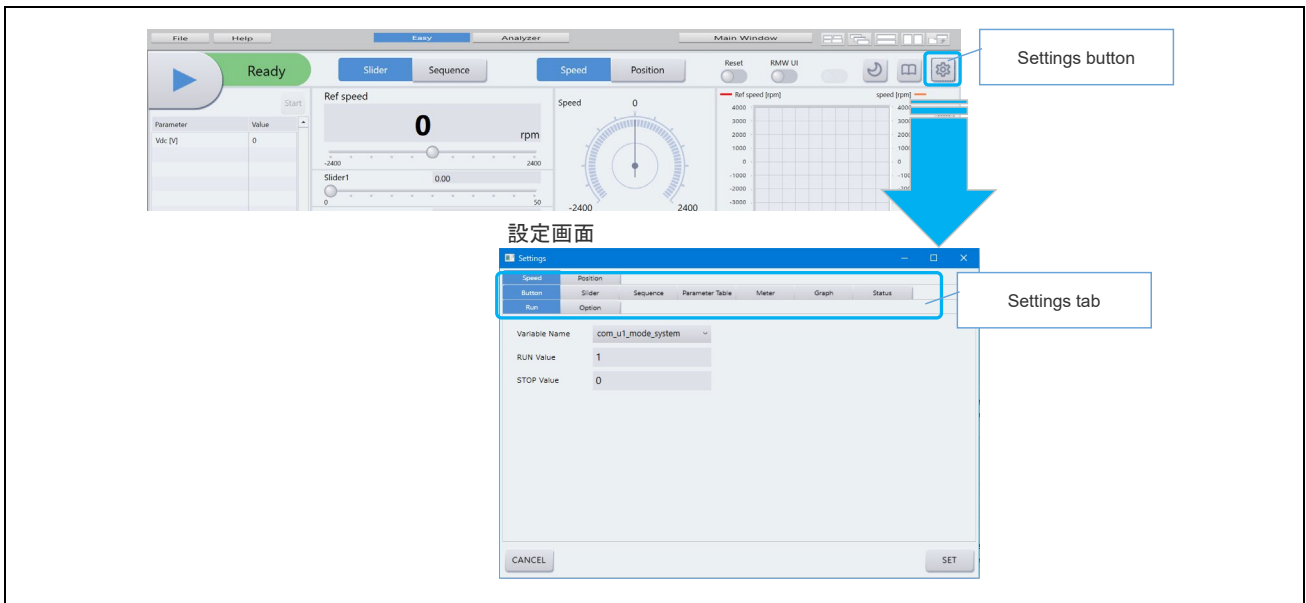 File Help Easy Analyzer Main Window
Settings button
Ready Slider Sequence Speed Position Reset RMW UI
Start
Parameter Value
Vdc [V] 0
Ref speed
0 rpm
-2400 2400
Slider1 0.00
0 50
Speed 0
-2400 2400
Ref speed [rpm] speed [rpm]
4000
3000
2000
1000
0 0
-1000
-2000
-3000
設定画面
Settings
Speed Position
Button Slider Sequence Parameter Table Meter Graph Status
Run Option
Settings tab
Variable Name com_u1_mode_system
RUN Value 1
STOP Value 0
CANCEL SET